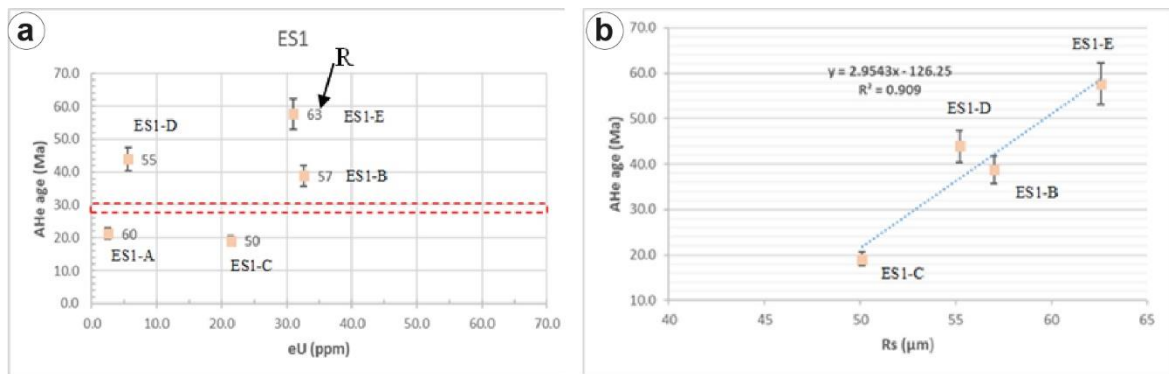 a
ES1
R
AHe age (Ma)
70.0
60.0
50.0
40.0
30.0
20.0
10.0
0.0
63
ES1-E
ES1-D
55
57
ES1-B
60
ES1-A
50
ES1-C
0.0 10.0 20.0 30.0 40.0 50.0 60.0 70.0
eU (ppm)
b
AHe age (Ma)
70.0
60.0
50.0
40.0
30.0
20.0
10.0
y = 2.9543x - 126.25
R² = 0.909
ES1-E
ES1-D
ES1-B
ES1-C
40 45 50 55 60 65
Rs (μm)